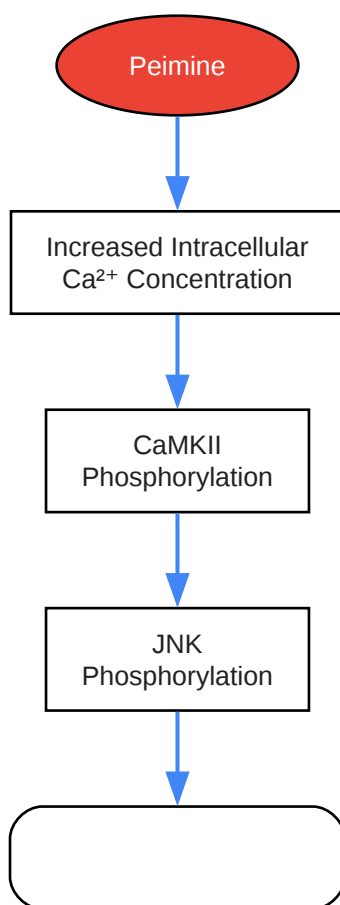 Peimine
Increased Intracellular
Ca²⁺ Concentration
CaMKII
Phosphorylation
JNK
Phosphorylation